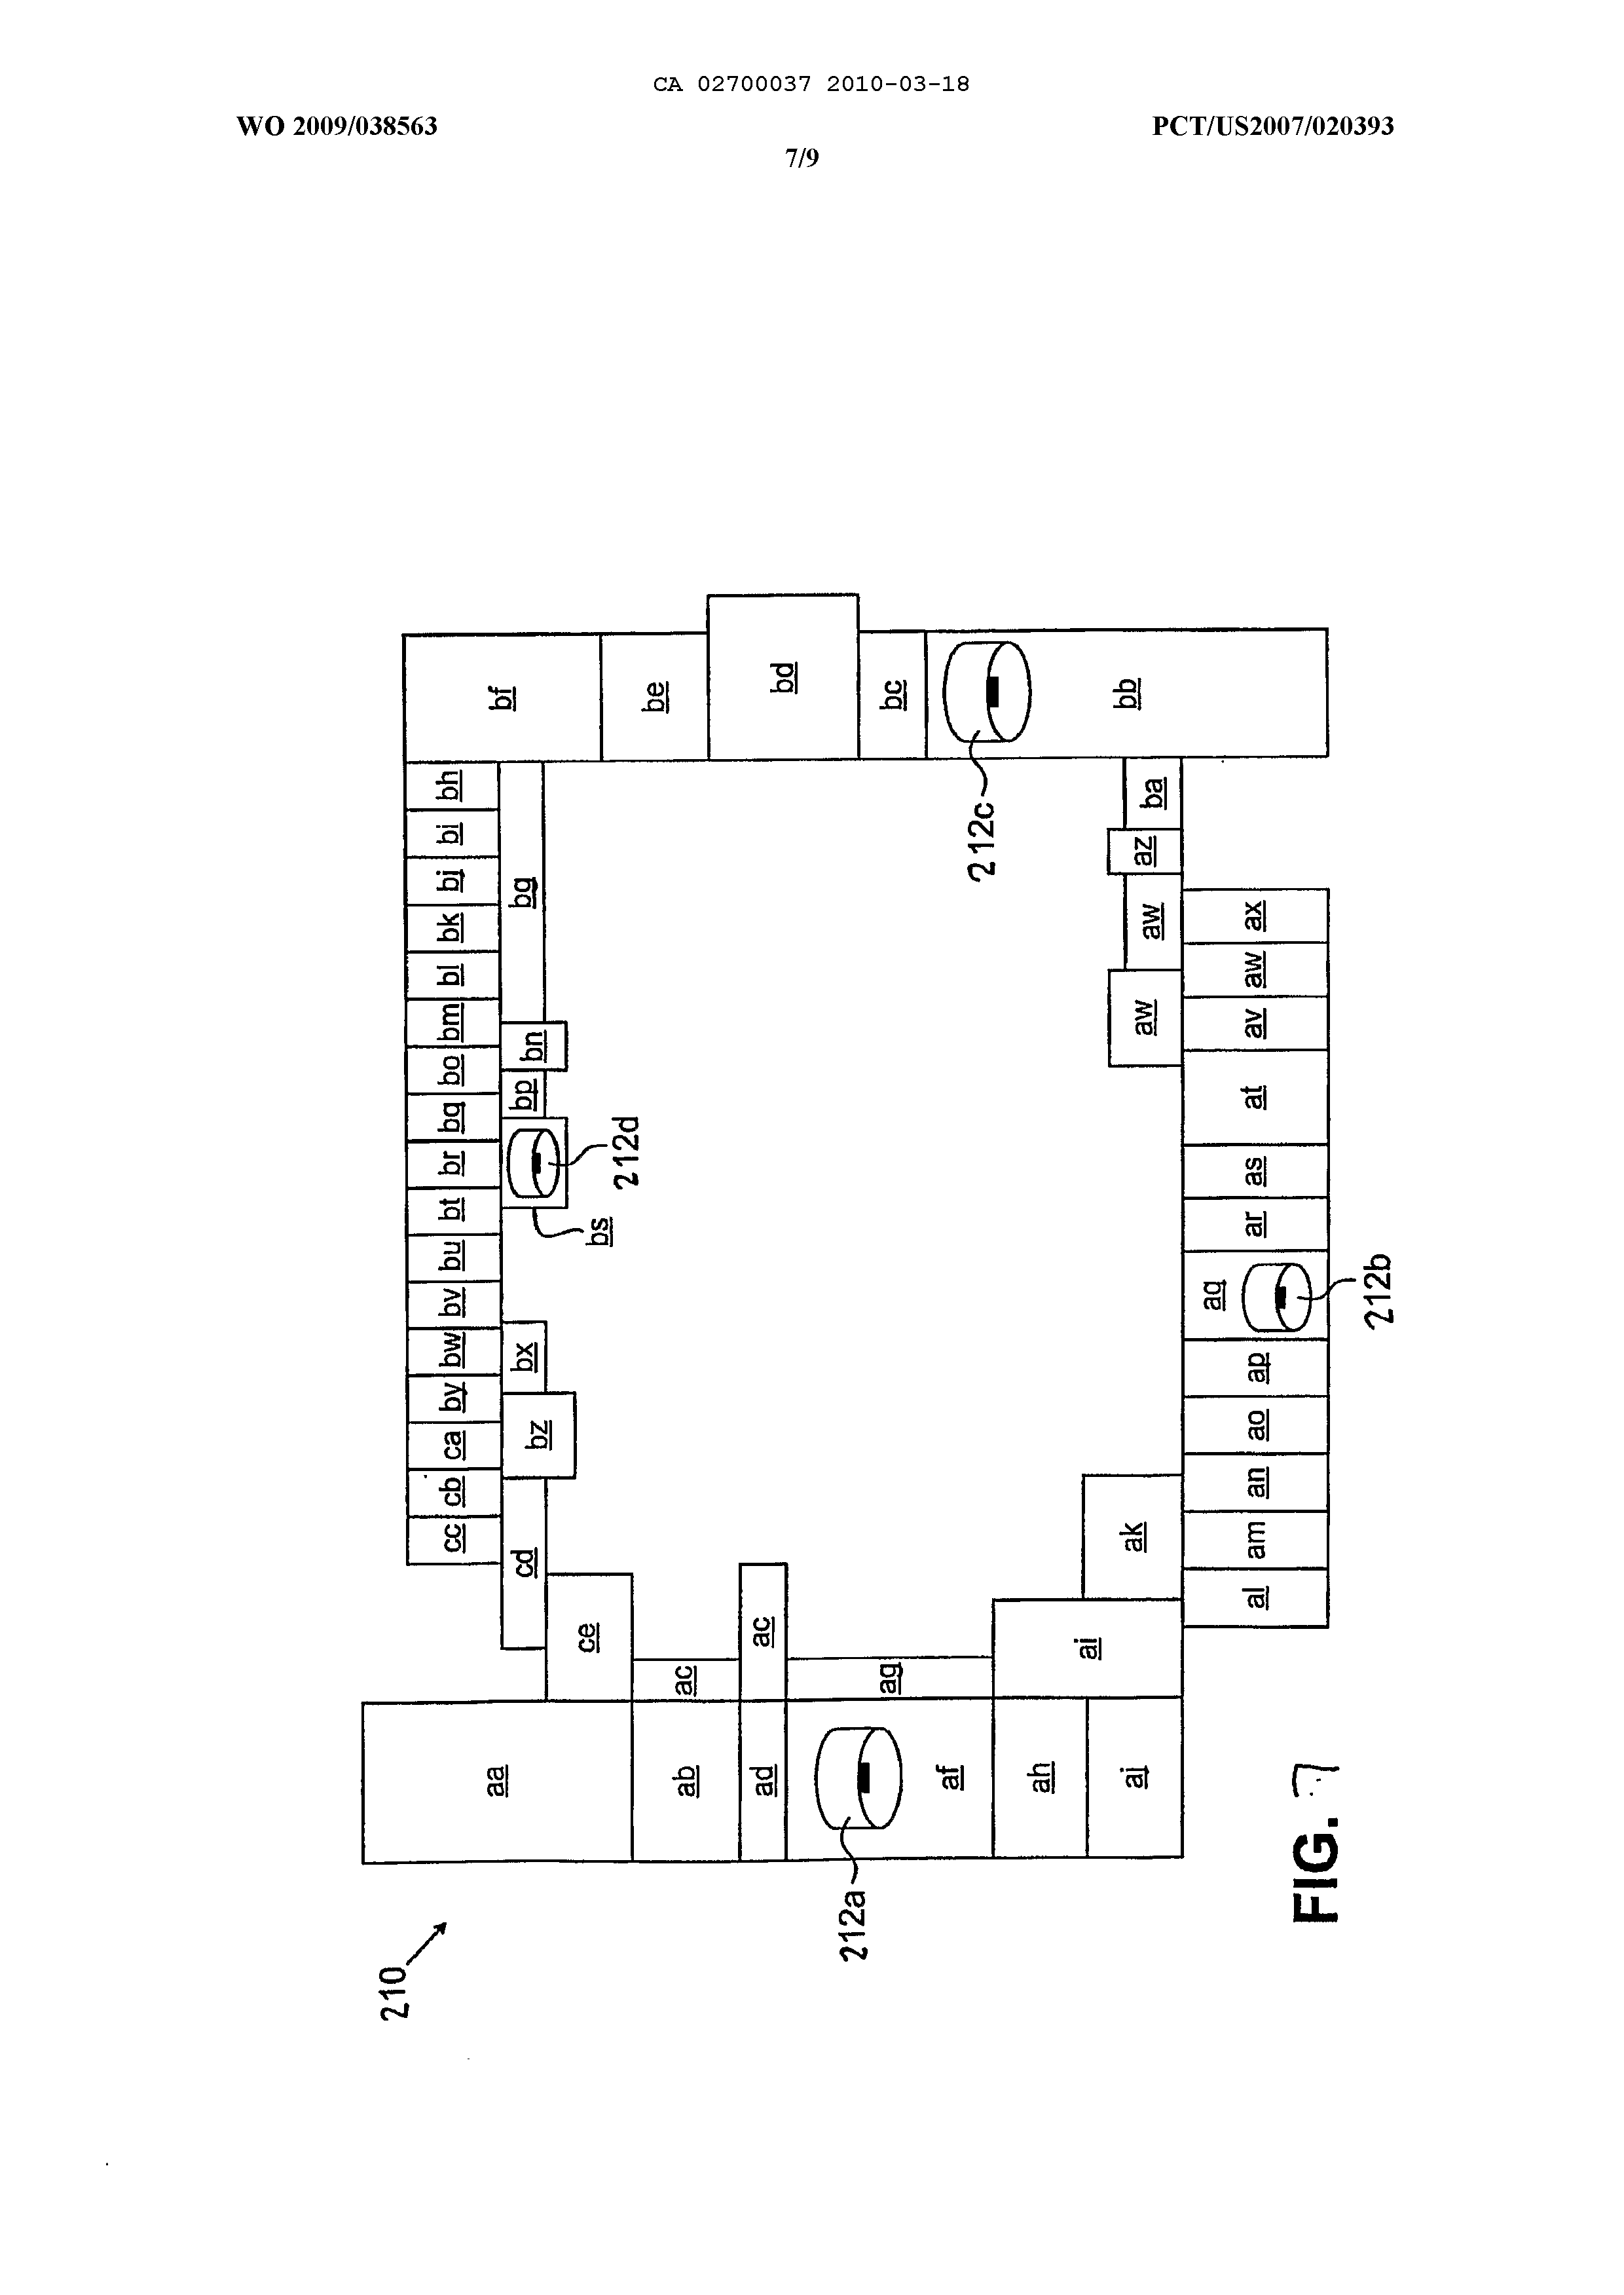 CA 02700037 2010-03-18
WO 2009/038563
PCT/US2007/020393
7/9
210
cc cb ca by bw bv bu bt br bq bo bm bl bk bj bi bh
aa
bf
cd bz bx bp bn bg
ce
bs
212d
be
ab ac
ad ac
bd
212a
ag
bc
af
212c
ah
aj
ai
ak
aw aw az ba
bb
aq
al am an ao ap ar as at av aw ax
212b
FIG. 7